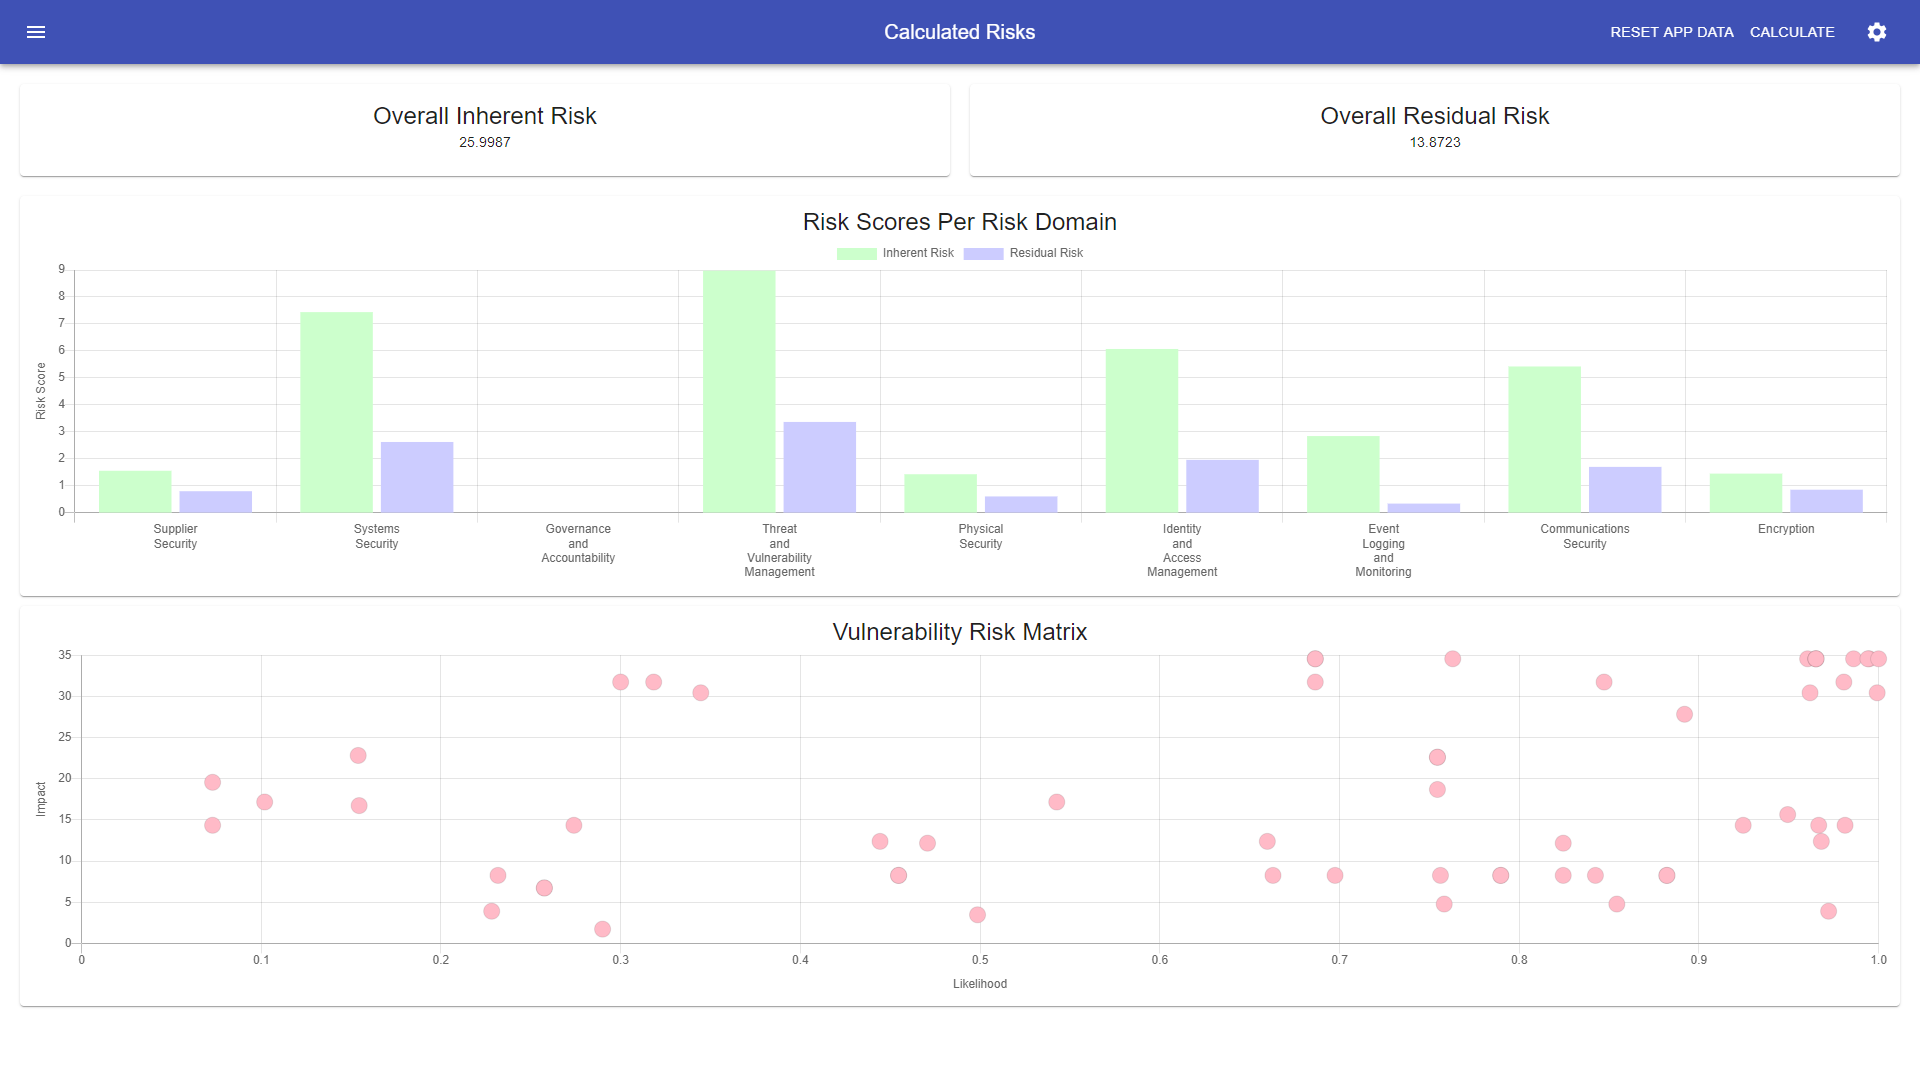 Calculated Risks
RESET APP DATA
CALCULATE
Overall Inherent Risk
25.9987
Overall Residual Risk
13.8723
Risk Scores Per Risk Domain
Inherent Risk
Residual Risk
Risk Score
9
8
7
6
5
4
3
2
1
0
Supplier
Security
Systems
Security
Governance
and
Accountability
Threat
and
Vulnerability
Management
Physical
Security
Identity
and
Access
Management
Event
Logging
and
Monitoring
Communications
Security
Encryption
Vulnerability Risk Matrix
Impact
35
30
25
20
15
10
5
0
0
0.1
0.2
0.3
0.4
0.5
0.6
0.7
0.8
0.9
1.0
Likelihood